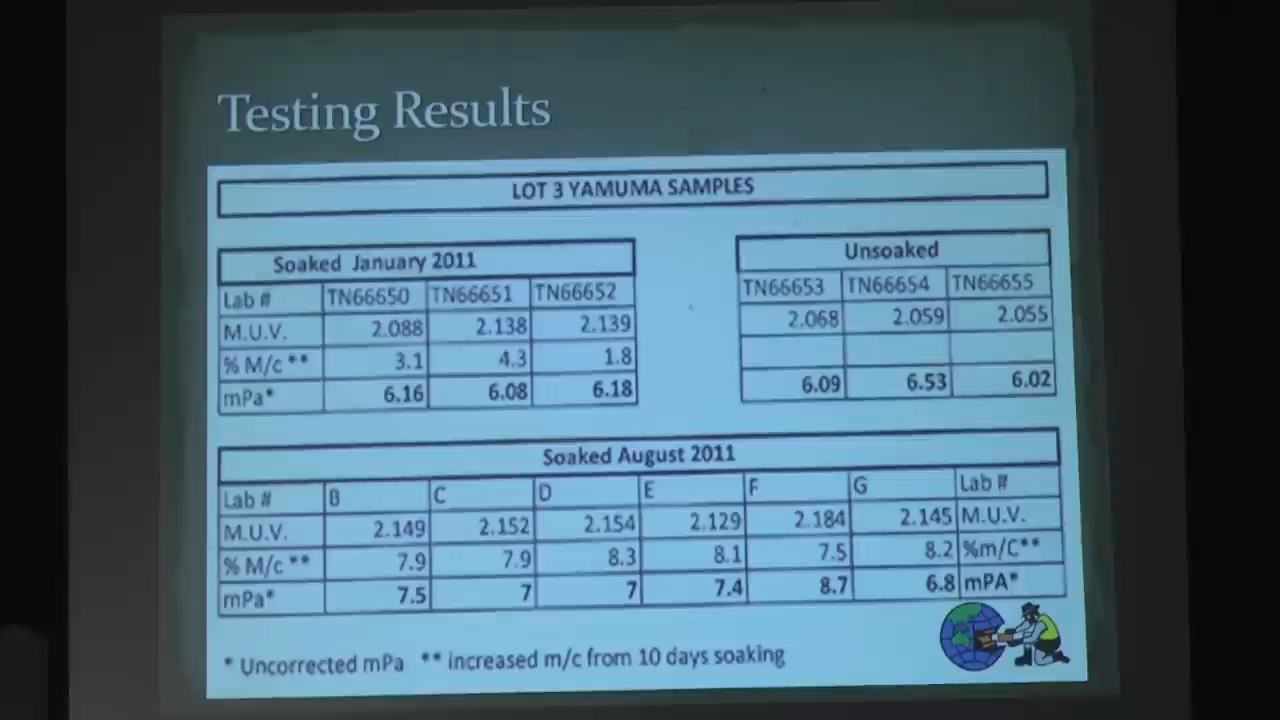 Testing Results
LOT 3 YAMUMA SAMPLES
Soaked January 2011
Lab # TN66650 TN66651 TN66652
M.U.V. 2.088 2.138 2.139
% M/c ** 3.1 4.3 1.8
mPa* 6.16 6.08 6.18
Unsoaked
TN66653 TN66654 TN66655
2.068 2.059 2.055
6.09 6.53 6.02
Soaked August 2011
Lab # B C D E F G Lab #
M.U.V. 2.149 2.152 2.154 2.129 2.184 2.145 M.U.V.
% M/c ** 7.9 7.9 8.3 8.1 7.5 8.2 %m/C**
mPa* 7.5 7 7 7.4 8.7 6.8 mPA*
* Uncorrected mPa ** increased m/c from 10 days soaking